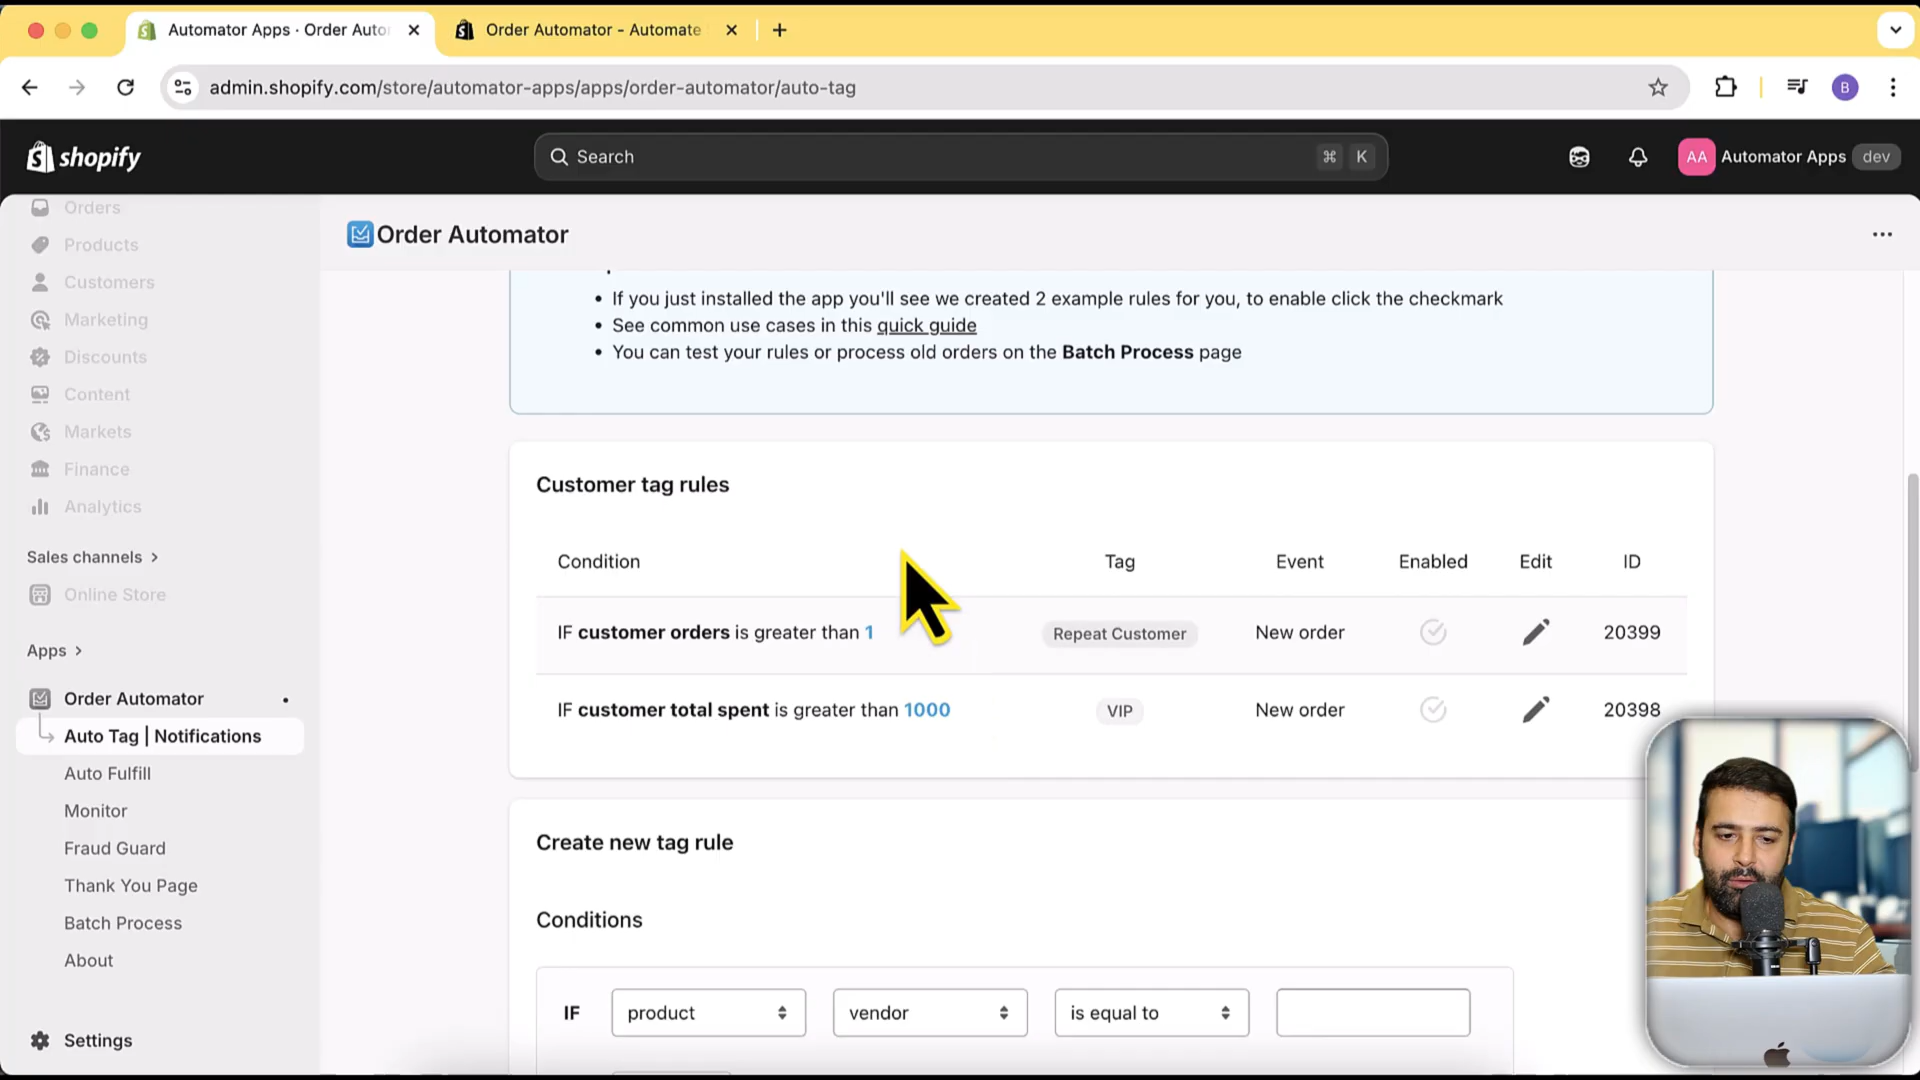 Automator Apps · Order Auto
Order Automator - Automate
admin.shopify.com/store/automator-apps/apps/order-automator/auto-tag
B
shopify
Search
⌘ K
AA Automator Apps dev
Orders
Products
Customers
Marketing
Discounts
Content
Markets
Finance
Analytics
Sales channels
Online Store
Apps
Order Automator
Auto Tag | Notifications
Auto Fulfill
Monitor
Fraud Guard
Thank You Page
Batch Process
About
Settings
Order Automator
• If you just installed the app you'll see we created 2 example rules for you, to enable click the checkmark
• See common use cases in this quick guide
• You can test your rules or process old orders on the Batch Process page
Customer tag rules
Condition Tag Event Enabled Edit ID
IF customer orders is greater than 1 Repeat Customer New order 20399
IF customer total spent is greater than 1000 VIP New order 20398
Create new tag rule
Conditions
IF product vendor is equal to